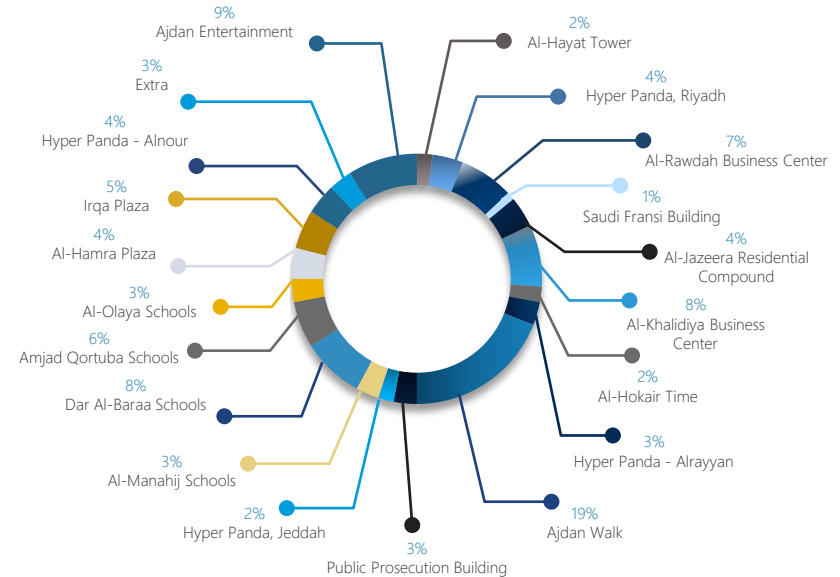 9%
Ajdan Entertainment
2%
Al-Hayat Tower
3%
Extra
4%
Hyper Panda, Riyadh
4%
Hyper Panda - Alnour
7%
Al-Rawdah Business Center
5%
Irqa Plaza
1%
Saudi Fransi Building
4%
Al-Hamra Plaza
4%
Al-Jazeera Residential
Compound
3%
Al-Olaya Schools
8%
Al-Khalidiya Business
Center
6%
Amjad Qortuba Schools
2%
Al-Hokair Time
8%
Dar Al-Baraa Schools
3%
Hyper Panda - Alrayyan
3%
Al-Manahij Schools
19%
Ajdan Walk
2%
Hyper Panda, Jeddah
3%
Public Prosecution Building